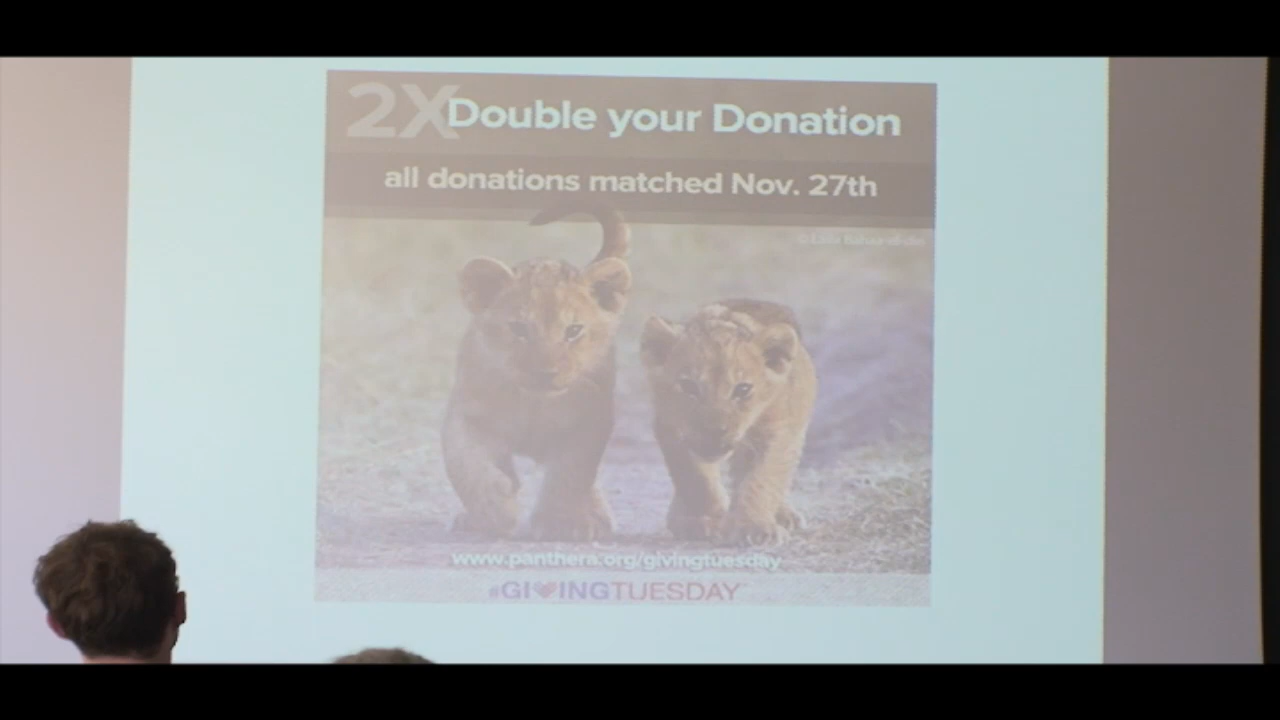 2X Double your Donation
all donations matched Nov. 27th
www.panthera.org/givingtuesday
#GIVINGTUESDAY